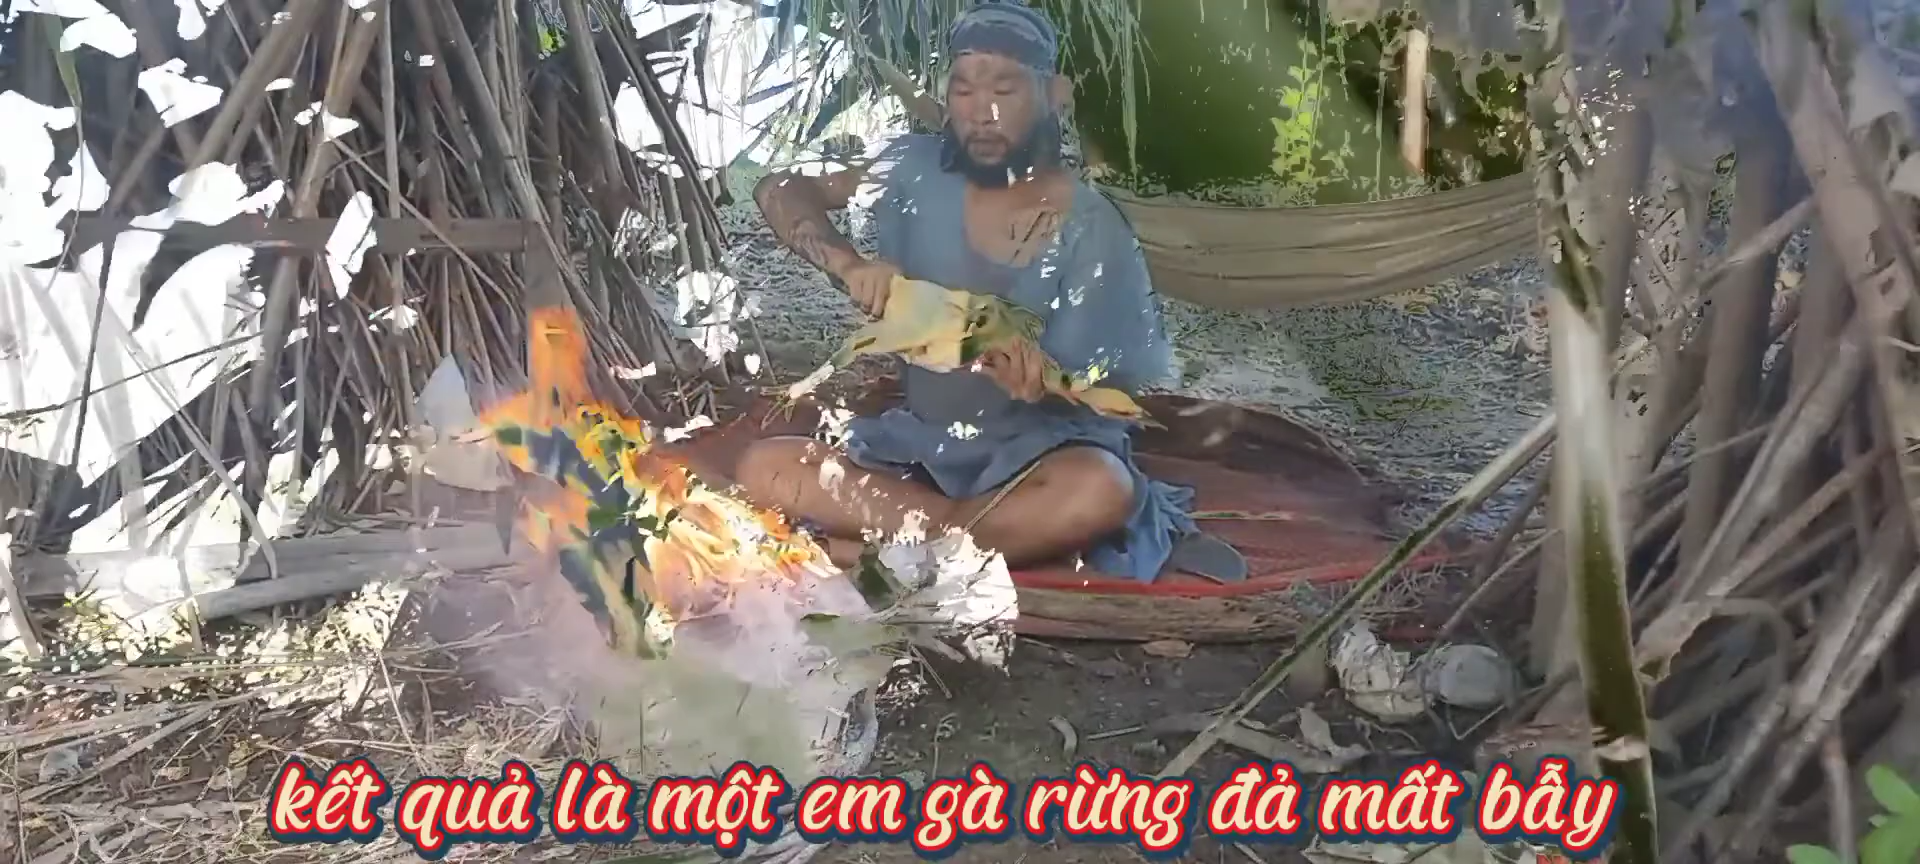 kết quả là một em gà rừng đả mất bẫy